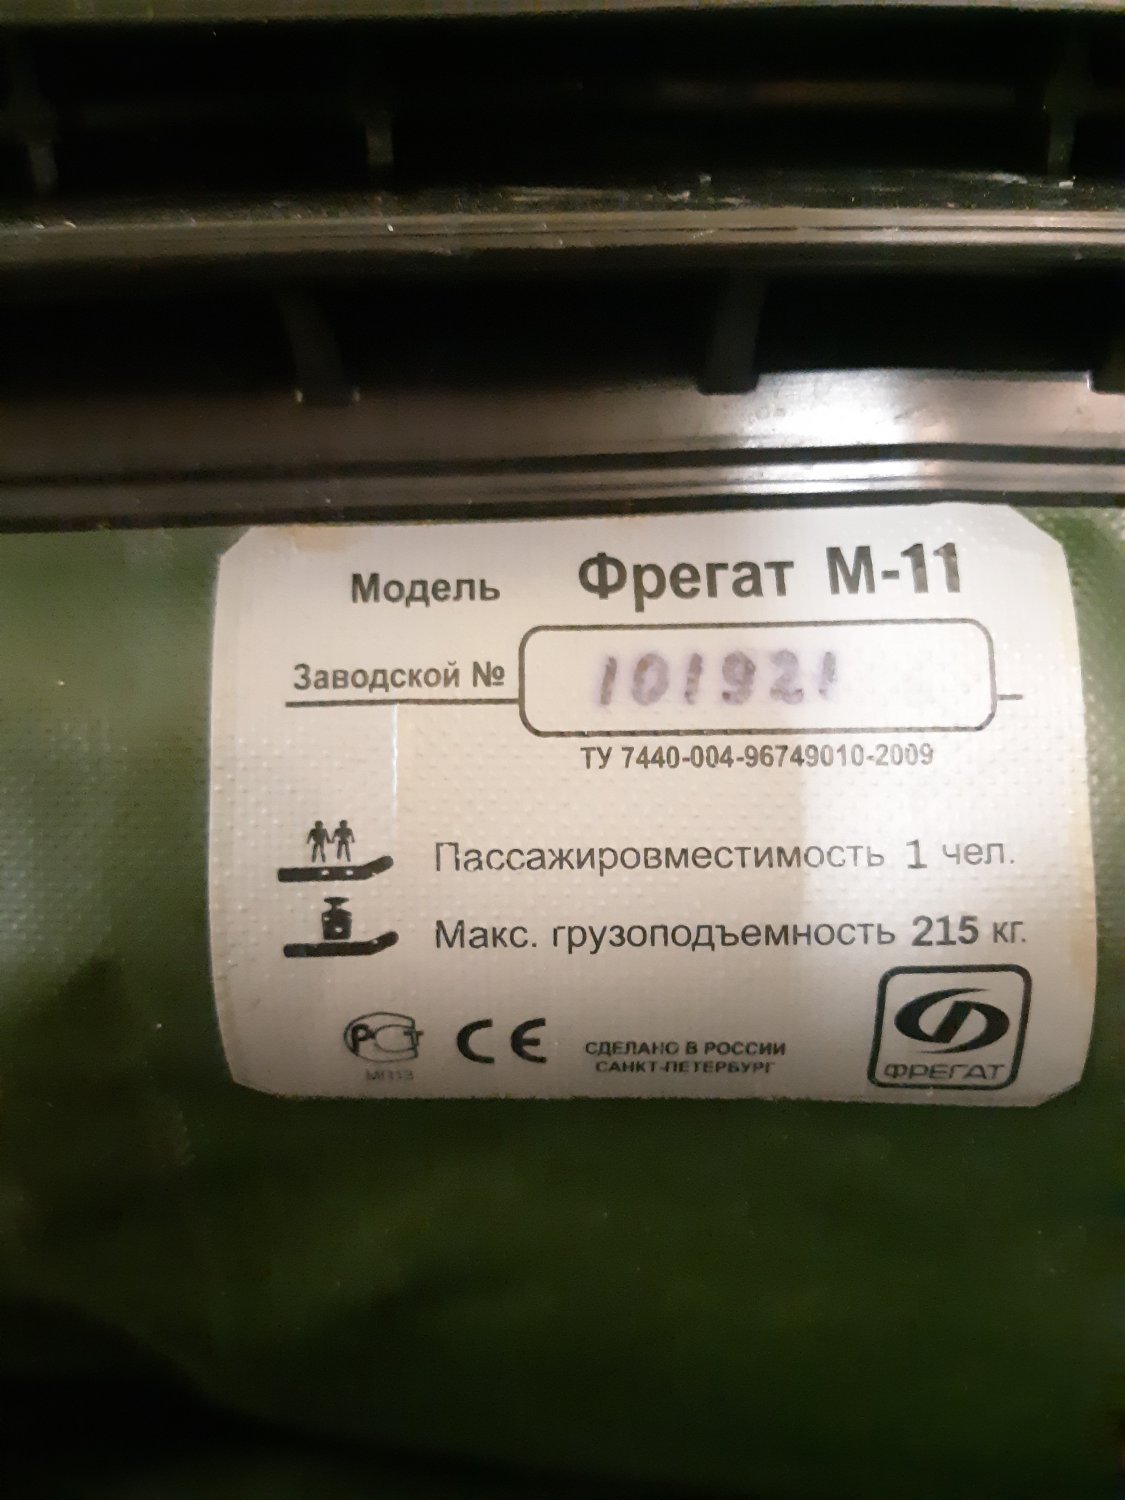 Модель Фрегат М-11
Заводской № 101921
ТУ 7440-004-96749010-2009
Пассажировместимость 1 чел.
Макс. грузоподъемность 215 кг.
РСТ CE СДЕЛАНО В РОССИИ
САНКТ-ПЕТЕРБУРГ
ФРЕГАТ